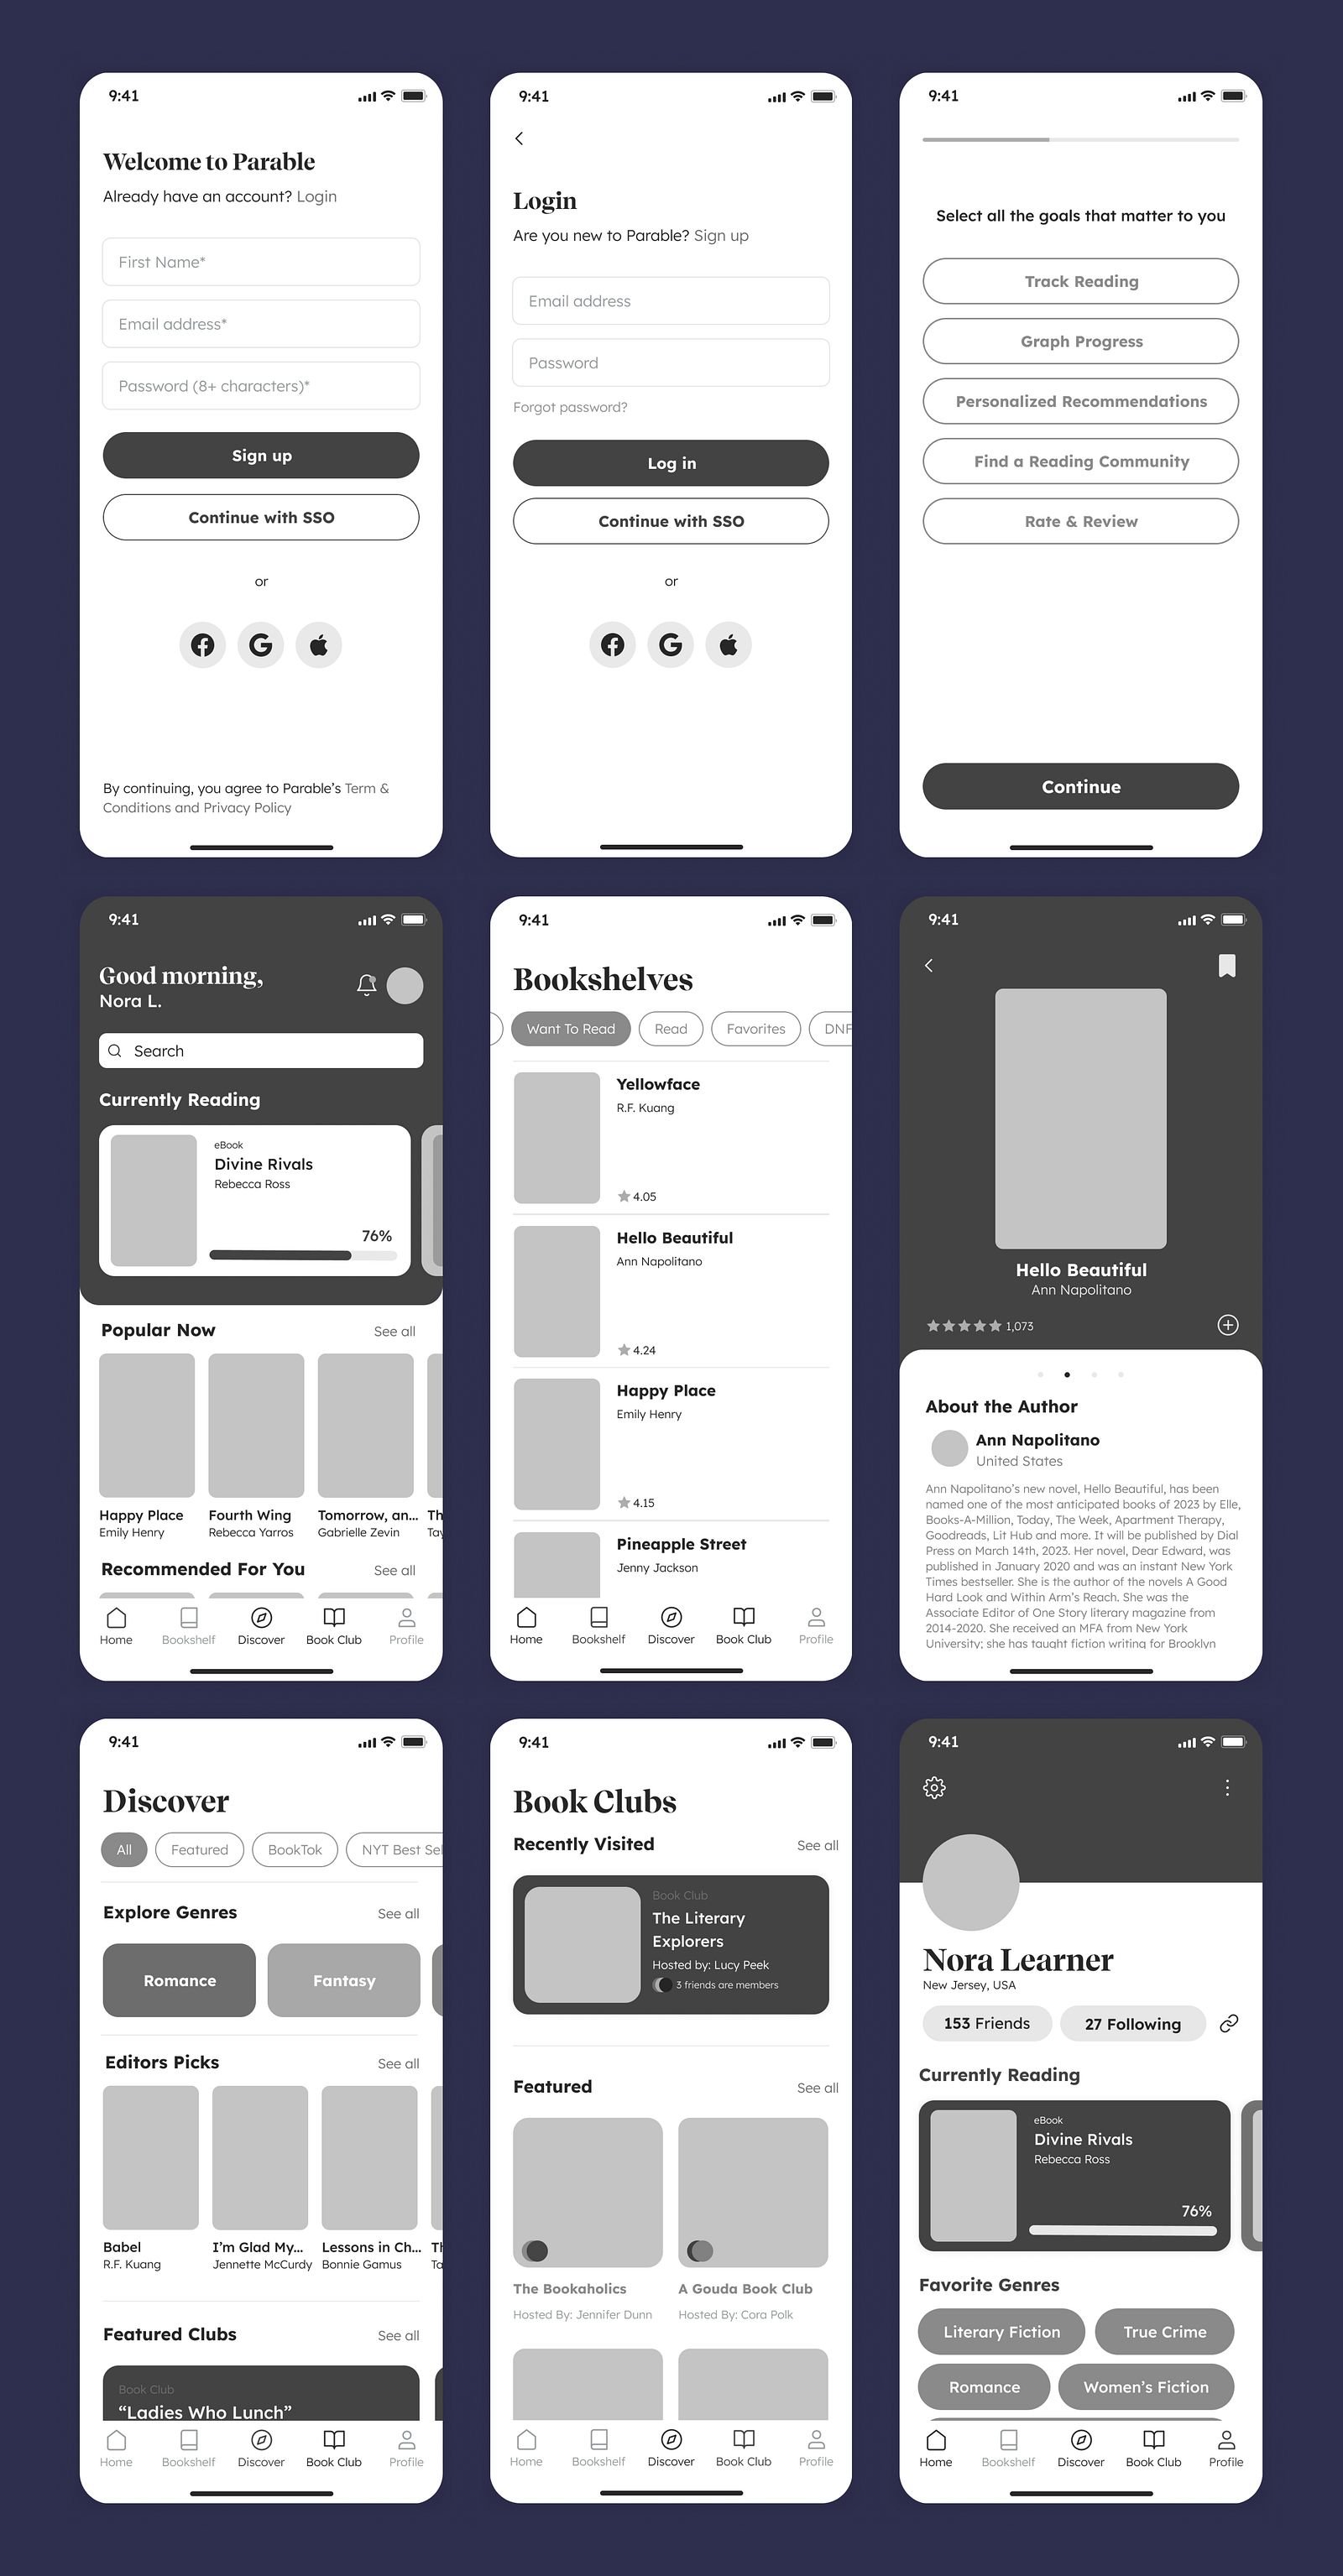 9:41
Welcome to Parable
Already have an account? Login
First Name*
Email address*
Password (8+ characters)*
Sign up
Continue with SSO
or
By continuing, you agree to Parable’s Term &
Conditions and Privacy Policy
9:41
Login
Are you new to Parable? Sign up
Email address
Password
Forgot password?
Log in
Continue with SSO
or
9:41
Select all the goals that matter to you
Track Reading
Graph Progress
Personalized Recommendations
Find a Reading Community
Rate & Review
Continue
9:41
Good morning,
Nora L.
Search
Currently Reading
eBook
Divine Rivals
Rebecca Ross
76%
Popular Now See all
Happy Place Fourth Wing Tomorrow, an... Th
Emily Henry Rebecca Yarros Gabrielle Zevin Tay
Recommended For You See all
Home Bookshelf Discover Book Club Profile
9:41
Bookshelves
Want To Read Read Favorites DNF
Yellowface
R.F. Kuang
4.05
Hello Beautiful
Ann Napolitano
4.24
Happy Place
Emily Henry
4.15
Pineapple Street
Jenny Jackson
Home Bookshelf Discover Book Club Profile
9:41
Hello Beautiful
Ann Napolitano
1,073
About the Author
Ann Napolitano
United States
Ann Napolitano’s new novel, Hello Beautiful, has been
named one of the most anticipated books of 2023 by Elle,
Books-A-Million, Today, The Week, Apartment Therapy,
Goodreads, Lit Hub and more. It will be published by Dial
Press on March 14th, 2023. Her novel, Dear Edward, was
published in January 2020 and was an instant New York
Times bestseller. She is the author of the novels A Good
Hard Look and Within Arm’s Reach. She was the
Associate Editor of One Story literary magazine from
2014-2020. She received an MFA from New York
University; she has taught fiction writing for Brooklyn
9:41
Discover
All Featured BookTok NYT Best Sel
Explore Genres See all
Romance Fantasy
Editors Picks See all
Babel I’m Glad My... Lessons in Ch... Th
R.F. Kuang Jennette McCurdy Bonnie Gamus Ta
Featured Clubs See all
Book Club
“Ladies Who Lunch”
Home Bookshelf Discover Book Club Profile
9:41
Book Clubs
Recently Visited See all
Book Club
The Literary
Explorers
Hosted by: Lucy Peek
3 friends are members
Featured See all
The Bookaholics A Gouda Book Club
Hosted By: Jennifer Dunn Hosted By: Cora Polk
Home Bookshelf Discover Book Club Profile
9:41
Nora Learner
New Jersey, USA
153 Friends 27 Following
Currently Reading
eBook
Divine Rivals
Rebecca Ross
76%
Favorite Genres
Literary Fiction True Crime
Romance Women’s Fiction
Home Bookshelf Discover Book Club Profile